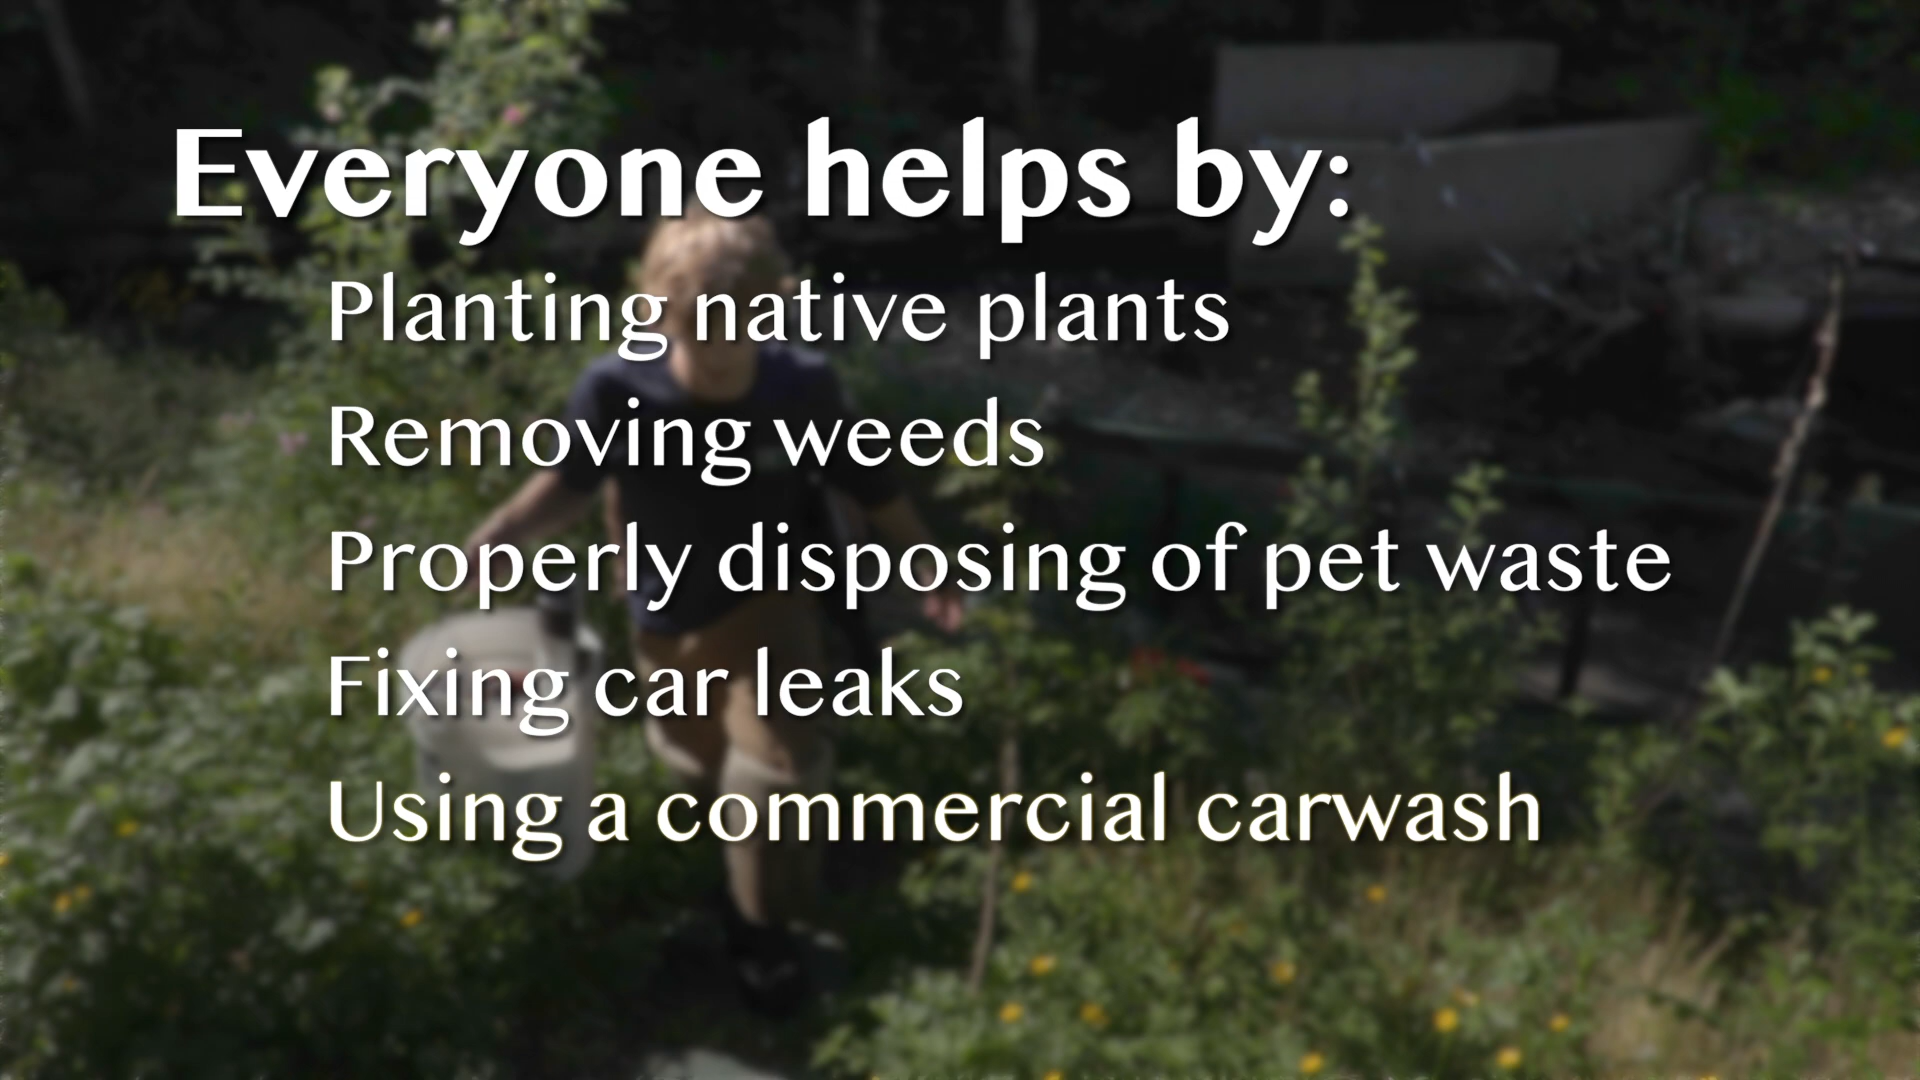 Everyone helps by:
Planting native plants
Removing weeds
Properly disposing of pet waste
Fixing car leaks
Using a commercial carwash